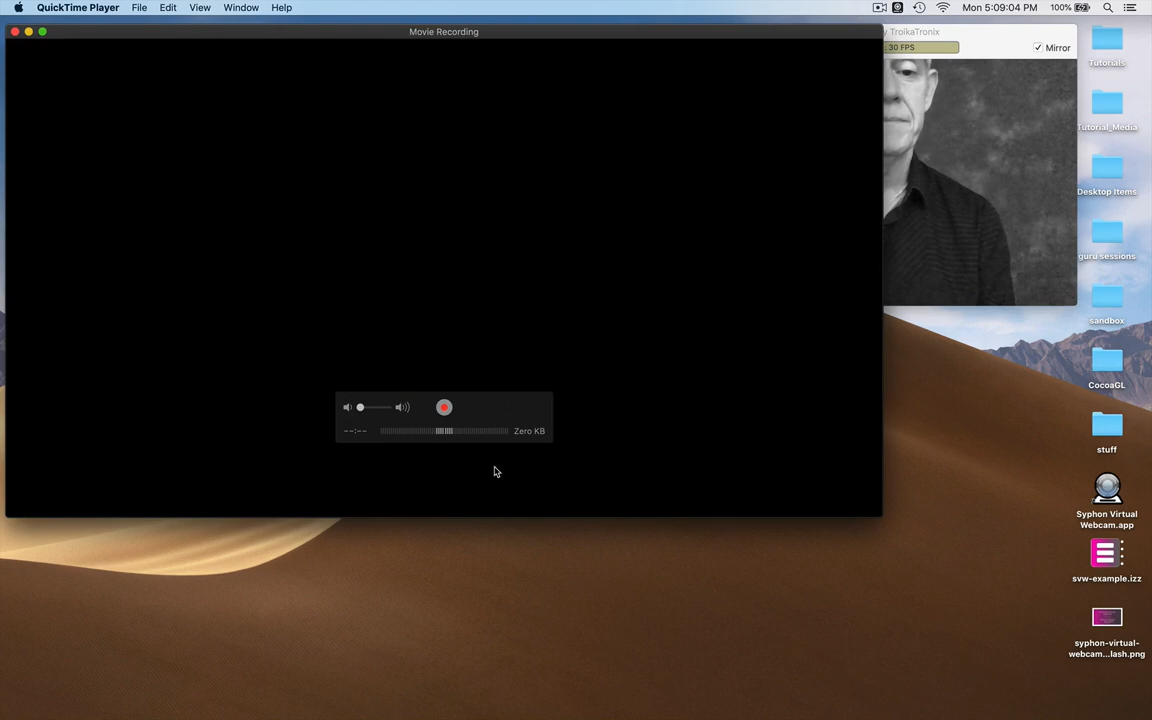 QuickTime Player File Edit View Window Help 100% Mon 5:09:04 PM
Movie Recording
y TroikaTronix
30 FPS
Mirror
Tutorials
Tutorial_Media
Desktop Items
guru sessions
sandbox
CocoaGL
stuff
--:-- Zero KB
Syphon Virtual
Webcam.app
svw-example.izz
syphon-virtual-
webcam...lash.png